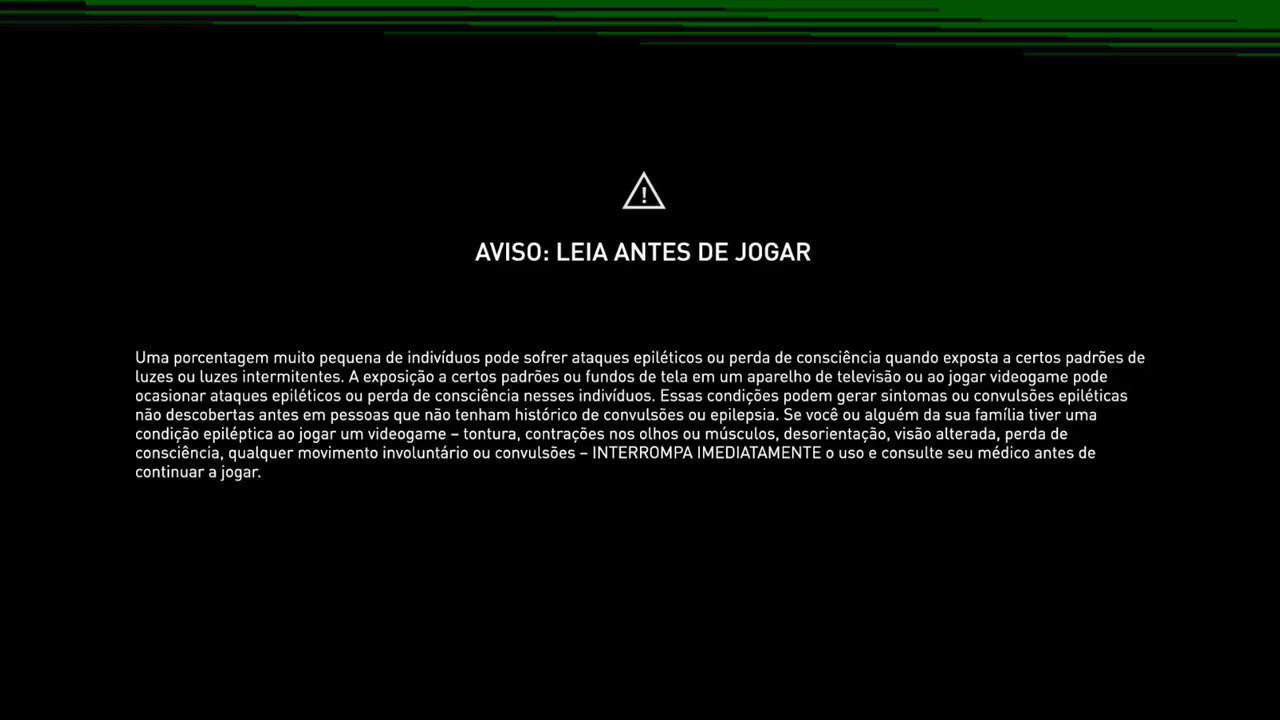 AVISO: LEIA ANTES DE JOGAR
Uma porcentagem muito pequena de indivíduos pode sofrer ataques epiléticos ou perda de consciência quando exposta a certos padrões de
luzes ou luzes intermitentes. A exposição a certos padrões ou fundos de tela em um aparelho de televisão ou ao jogar videogame pode
ocasionar ataques epiléticos ou perda de consciência nesses indivíduos. Essas condições podem gerar sintomas ou convulsões epiléticas
não descobertas antes em pessoas que não tenham histórico de convulsões ou epilepsia. Se você ou alguém da sua família tiver uma
condição epiléptica ao jogar um videogame – tontura, contrações nos olhos ou músculos, desorientação, visão alterada, perda de
consciência, qualquer movimento involuntário ou convulsões – INTERROMPA IMEDIATAMENTE o uso e consulte seu médico antes de
continuar a jogar.